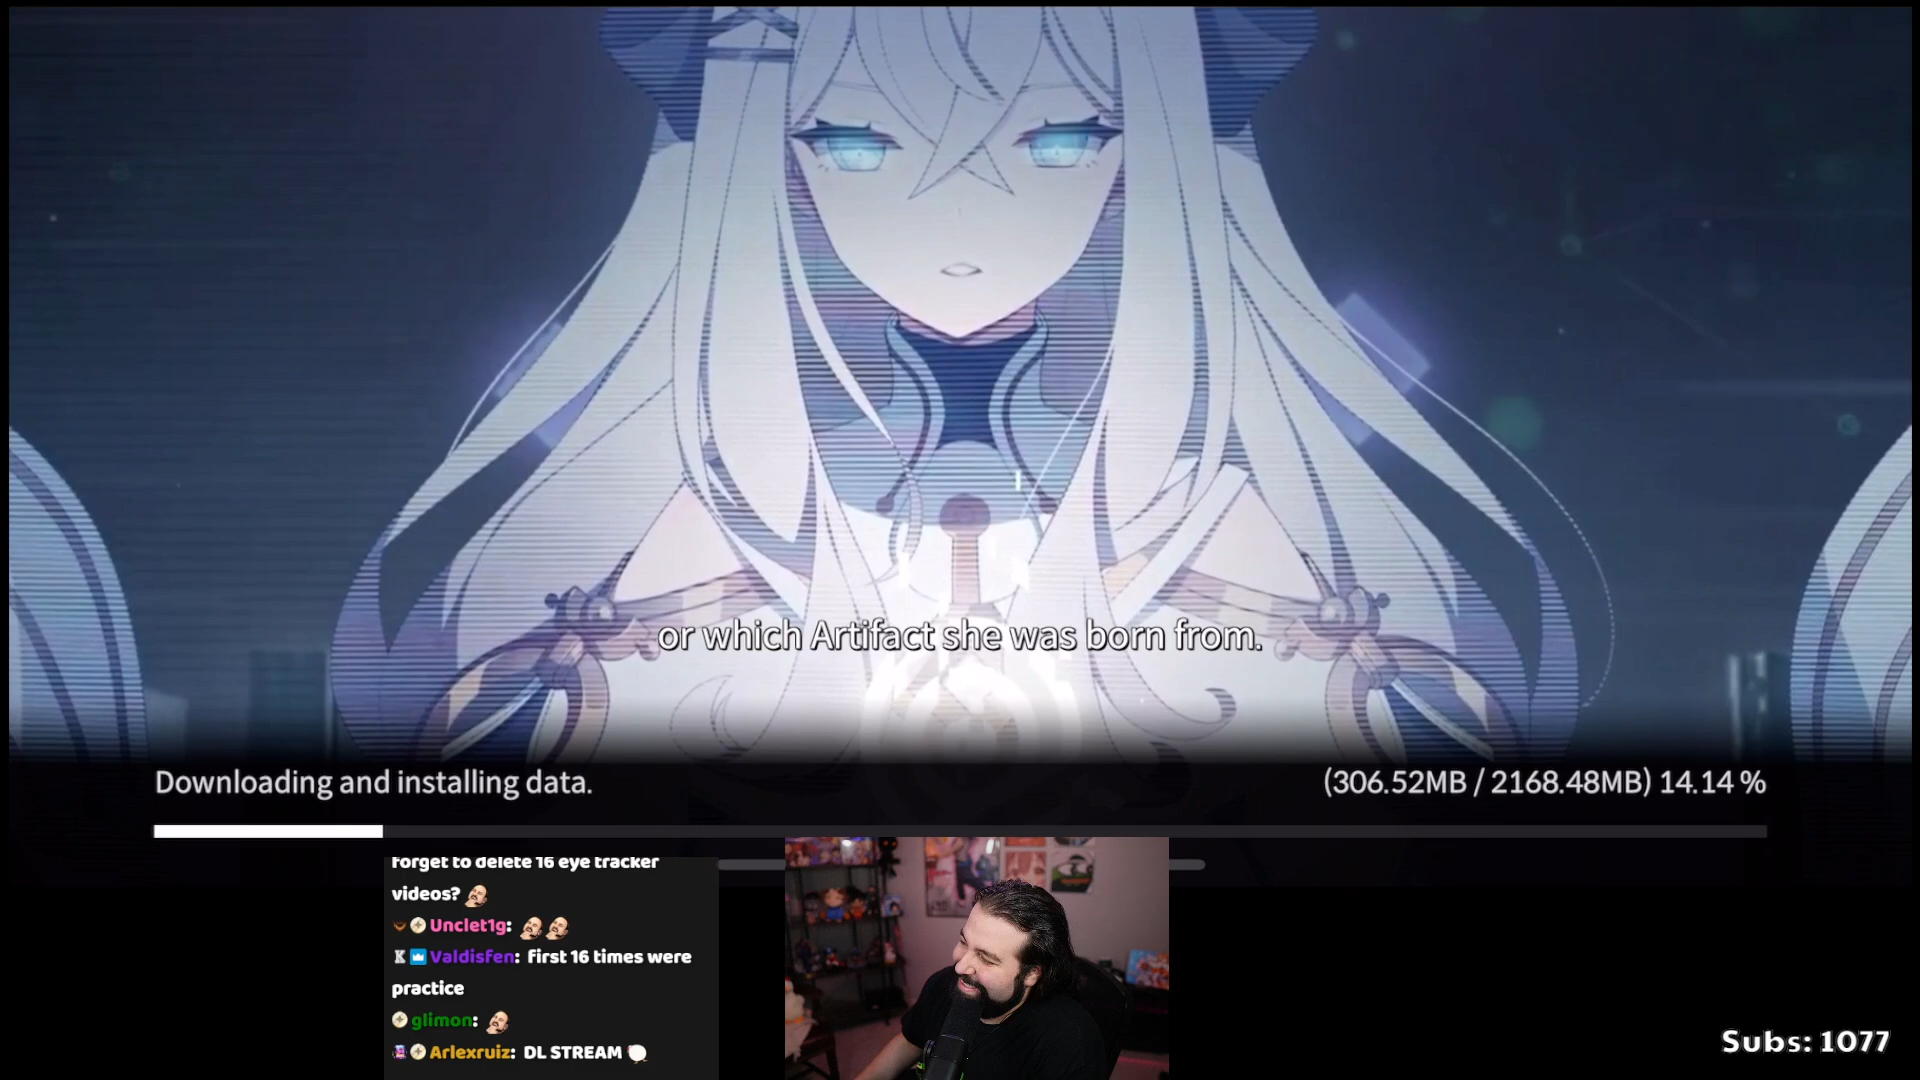 or which Artifact she was born from.
Downloading and installing data.
(306.52MB / 2168.48MB) 14.14 %
forget to delete 16 eye tracker
videos?
Unclet1g:
Valdisfen: First 16 times were
practice
glimon:
Arlexruiz: DL STREAM
Subs: 1077